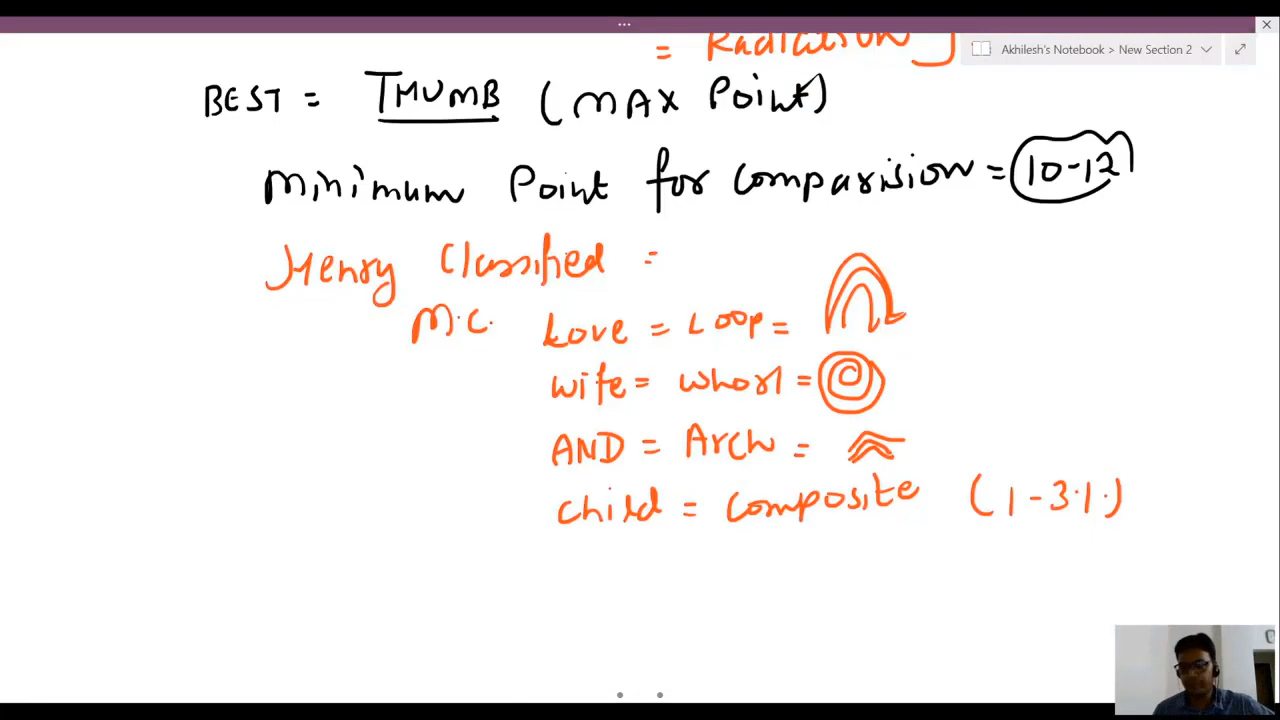 = Radiation
Akhilesh's Notebook > New Section 2
BEST = THUMB (MAX Point)
Minimum Point for comparision = 10-12
Henry Classified =
M.C. Love = Loop =
wife = whorl =
AND = Arch =
child = composite (1-3%)